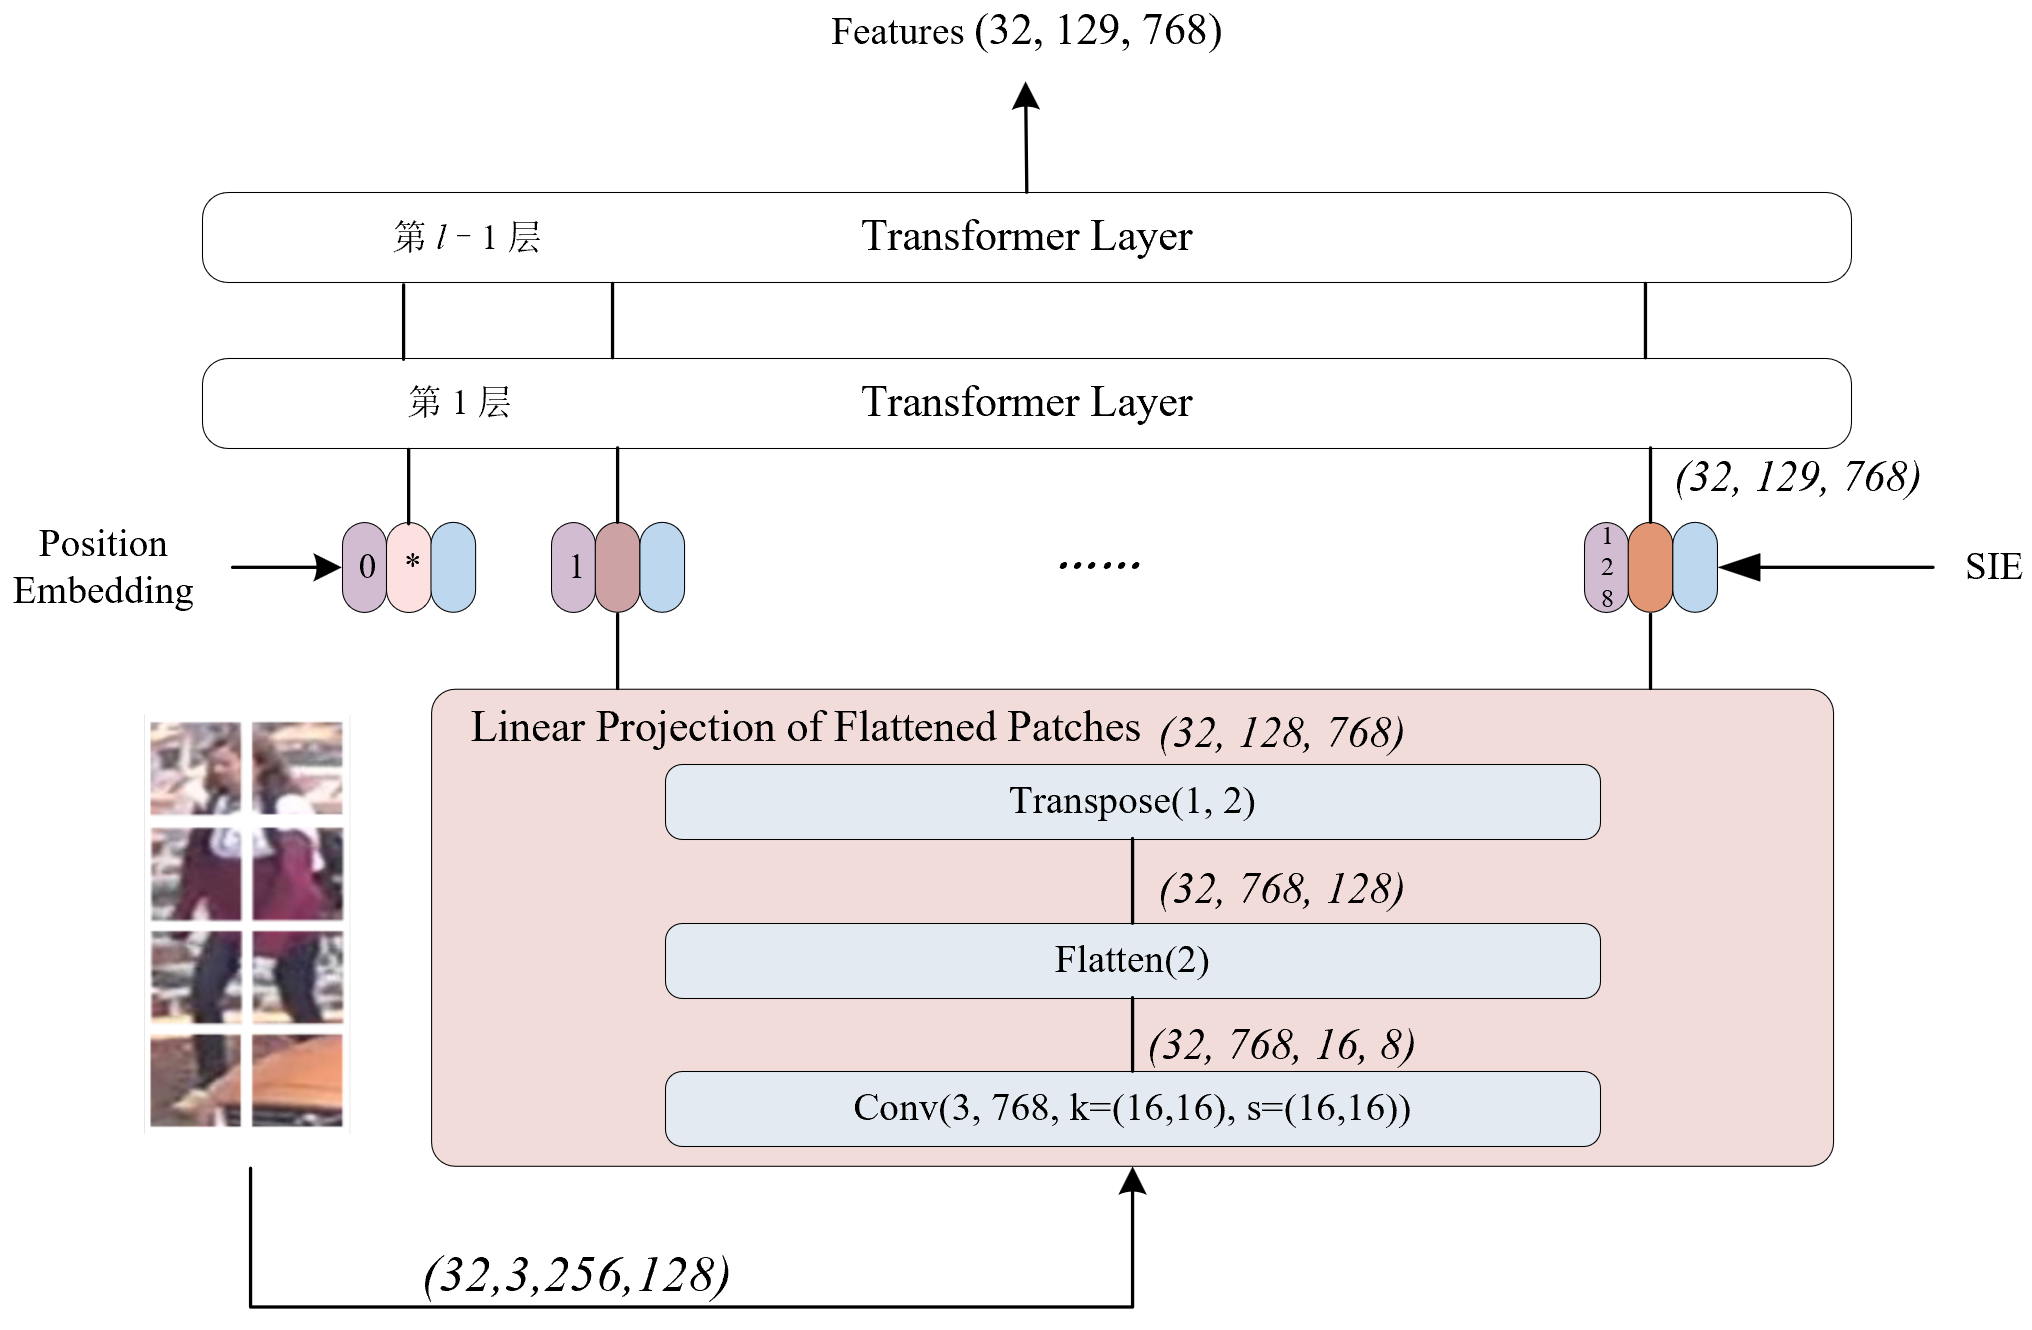 Features (32, 129, 768)
第 l - 1 层 Transformer Layer
第 1 层 Transformer Layer
(32, 129, 768)
Position
Embedding
0 *
1
......
1
2
8
SIE
Linear Projection of Flattened Patches (32, 128, 768)
Transpose(1, 2)
(32, 768, 128)
Flatten(2)
(32, 768, 16, 8)
Conv(3, 768, k=(16,16), s=(16,16))
(32,3,256,128)